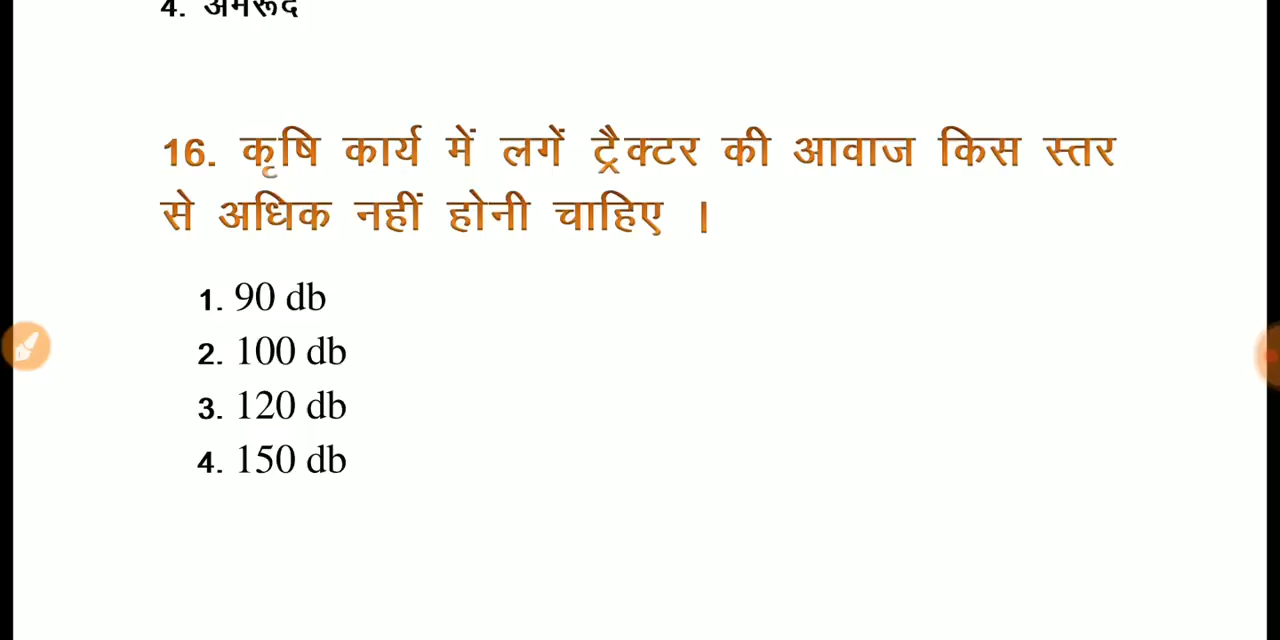 4. अमरूद
16. कृषि कार्य में लगें ट्रैक्टर की आवाज किस स्तर
से अधिक नहीं होनी चाहिए ।
1. 90 db
2. 100 db
3. 120 db
4. 150 db